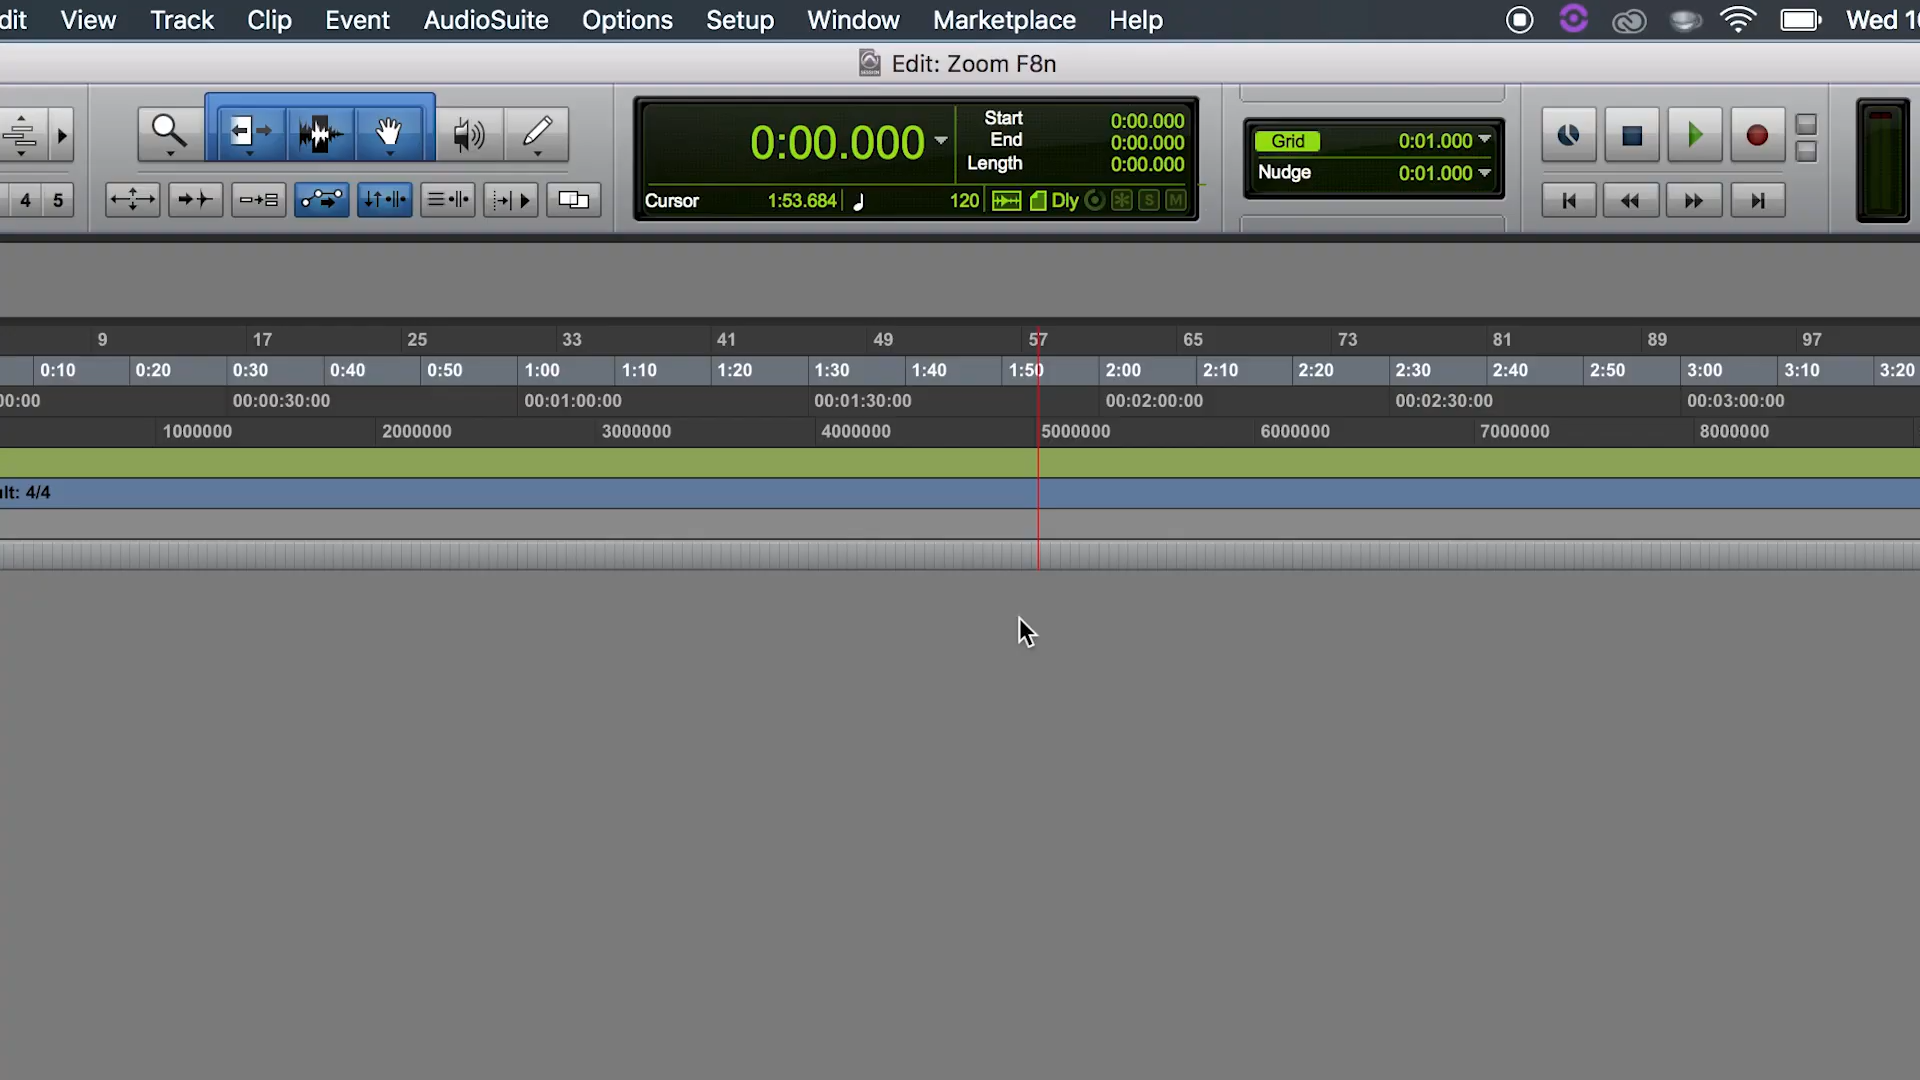 dit View Track Clip Event AudioSuite Options Setup Window Marketplace Help Wed 10
Edit: Zoom F8n
0:00.000
Start 0:00.000
End 0:00.000
Length 0:00.000
Grid 0:01.000
Nudge 0:01.000
4 5
Cursor 1:53.684 120 Dly S M
9 17 25 33 41 49 57 65 73 81 89 97
0:10 0:20 0:30 0:40 0:50 1:00 1:10 1:20 1:30 1:40 1:50 2:00 2:10 2:20 2:30 2:40 2:50 3:00 3:10 3:20
00:00 00:00:30:00 00:01:00:00 00:01:30:00 00:02:00:00 00:02:30:00 00:03:00:00
1000000 2000000 3000000 4000000 5000000 6000000 7000000 8000000
ult: 4/4